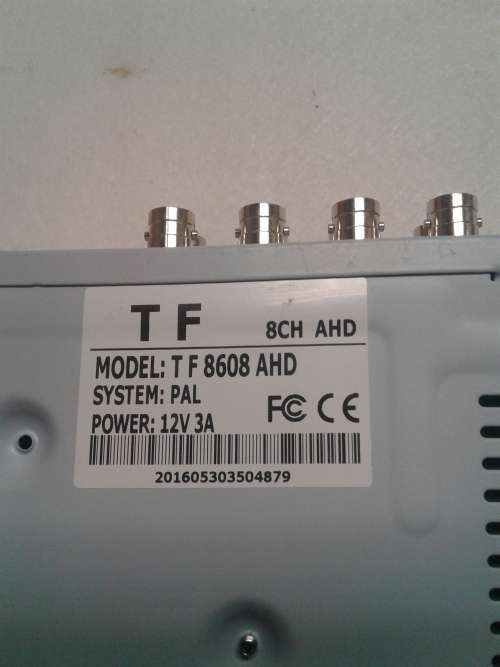 T F 8CH AHD
MODEL: T F 8608 AHD
SYSTEM: PAL
POWER: 12V 3A
FC CE
201605303504879